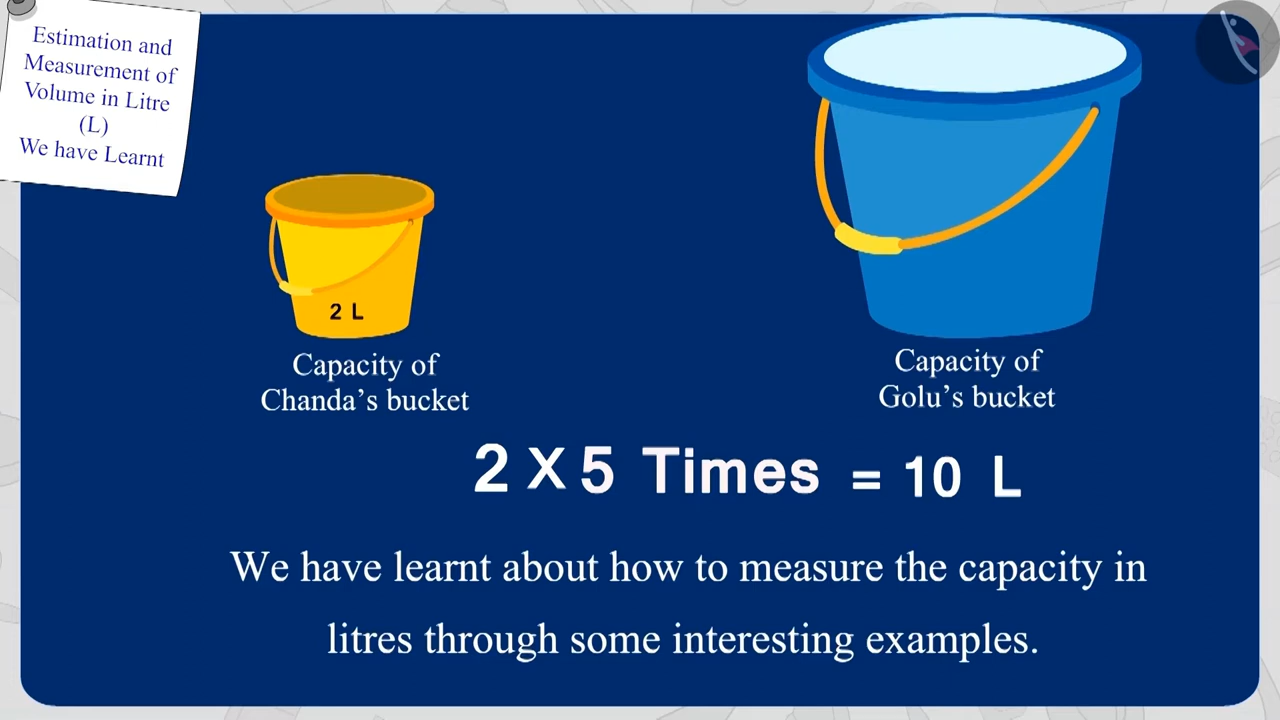 Estimation and
Measurement of
Volume in Litre
(L)
We have Learnt
2 L
Capacity of
Chanda’s bucket
Capacity of
Golu’s bucket
2 X 5 Times = 10 L
We have learnt about how to measure the capacity in
litres through some interesting examples.